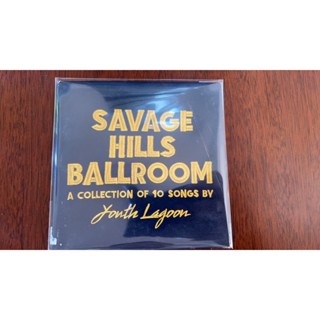 SAVAGE
HILLS
BALLROOM
A COLLECTION OF 10 SONGS BY
Youth Lagoon